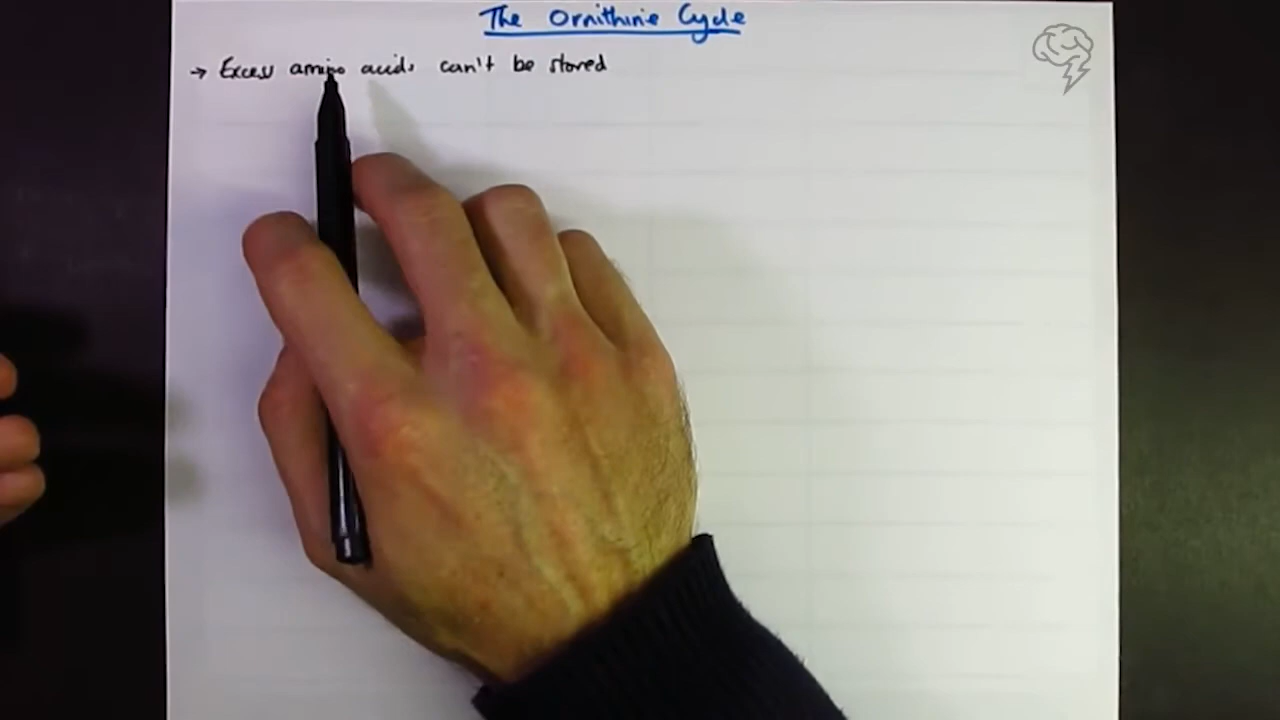 The Ornithine Cycle
→ Excess amino acids can't be stored